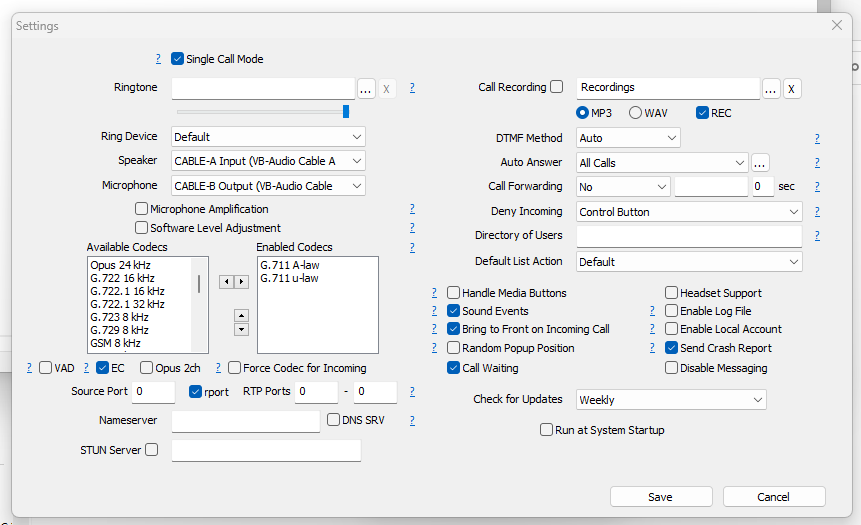 Settings
? Single Call Mode
Ringtone ... X ?
Ring Device Default
Speaker CABLE-A Input (VB-Audio Cable A
Microphone CABLE-B Output (VB-Audio Cable
Microphone Amplification ?
Software Level Adjustment ?
Available Codecs Enabled Codecs ?
Opus 24 kHz
G.722 16 kHz
G.722.1 16 kHz
G.722.1 32 kHz
G.723 8 kHz
G.729 8 kHz
GSM 8 kHz
G.711 A-law
G.711 u-law
? VAD ? EC Opus 2ch ? Force Codec for Incoming
Source Port 0 rport RTP Ports 0 - 0 ?
Nameserver DNS SRV ?
STUN Server
Call Recording Recordings ... X
MP3 WAV REC
DTMF Method Auto ?
Auto Answer All Calls ... ?
Call Forwarding No 0 sec ?
Deny Incoming Control Button ?
Directory of Users ?
Default List Action Default
? Handle Media Buttons Headset Support
? Sound Events ? Enable Log File
? Bring to Front on Incoming Call ? Enable Local Account
? Random Popup Position ? Send Crash Report
Call Waiting Disable Messaging
Check for Updates Weekly
Run at System Startup
Save Cancel